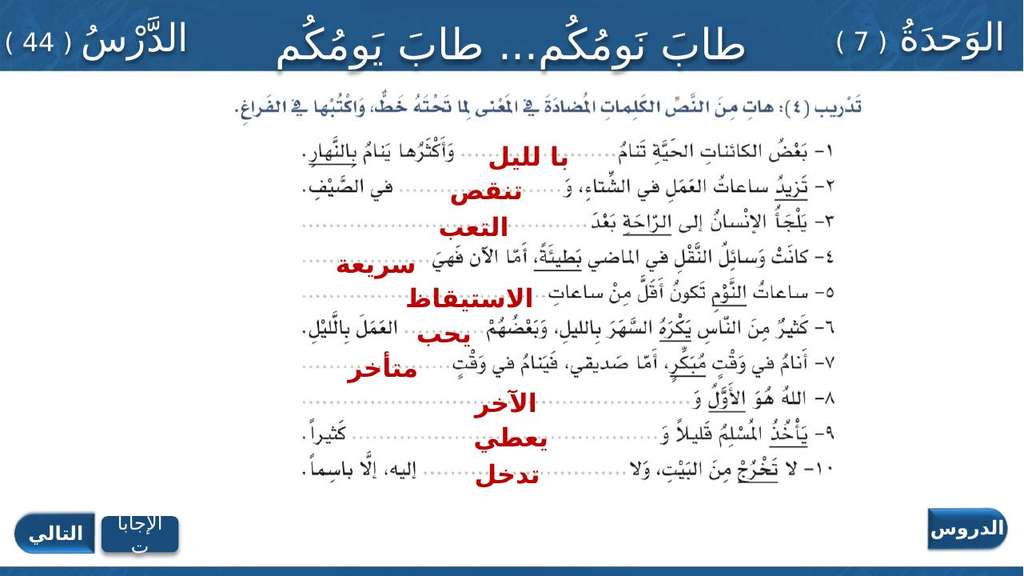 الوَحدَةُ ( 7 )
طابَ نَومُكُم... طابَ يَومُكُم
الدَّرْسُ ( 44 )
تَدْريب (٤): هاتِ مِنَ النَّصِّ الكَلِماتِ المُضادَةَ في المَعْنى لِما تَحْتَهُ خَطٌّ، وَاكْتُبْها في الفَراغِ.
١- بَعْضُ الكائناتِ الحَيَّةِ تَنامُ با لليل وَأَكْثَرُها يَنامُ بِالنَّهارِ.
٢- تَزيدُ ساعاتُ العَمَلِ في الشِّتاءِ، وَ تنقص في الصَّيْفِ.
٣- يَلْجَأُ الإنْسانُ إلى الرّاحَةِ بَعْدَ التعب
٤- كانَتْ وَسائِلُ النَّقْلِ في الماضي بَطيئَةً، أَمّا الآن فَهيَ سريعة
٥- ساعاتُ النَّوْمِ تَكونُ أَقَلَّ مِنْ ساعاتِ الاستيقاظ
٦- كَثيرٌ مِنَ النّاسِ يَكْرَهُ السَّهَرَ بِالليلِ، وَبَعْضُهُمْ يحب العَمَلَ بِالَّليْلِ.
٧- أَنامُ في وَقْتٍ مُبَكِّرٍ، أَمّا صَديقي، فَيَنامُ في وَقْتٍ متأخر
٨- اللهُ هُوَ الأَوَّلُ وَ الآخر
٩- يَأْخُذُ المُسْلِمُ قَليلاً وَ يعطي كَثيراً.
١٠- لا تَخْرُجْ مِنَ البَيْتِ، وَلا تدخل إليه، إلَّا باسِماً.
الدروس
الإجابات
التالي